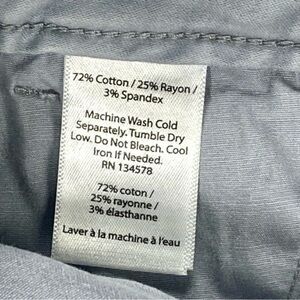 72% Cotton / 25% Rayon /
3% Spandex
Machine Wash Cold
Separately. Tumble Dry
Low. Do Not Bleach. Cool
Iron If Needed.
RN 134578
72% coton /
25% rayonne /
3% élasthanne
Laver à la machine à l'eau